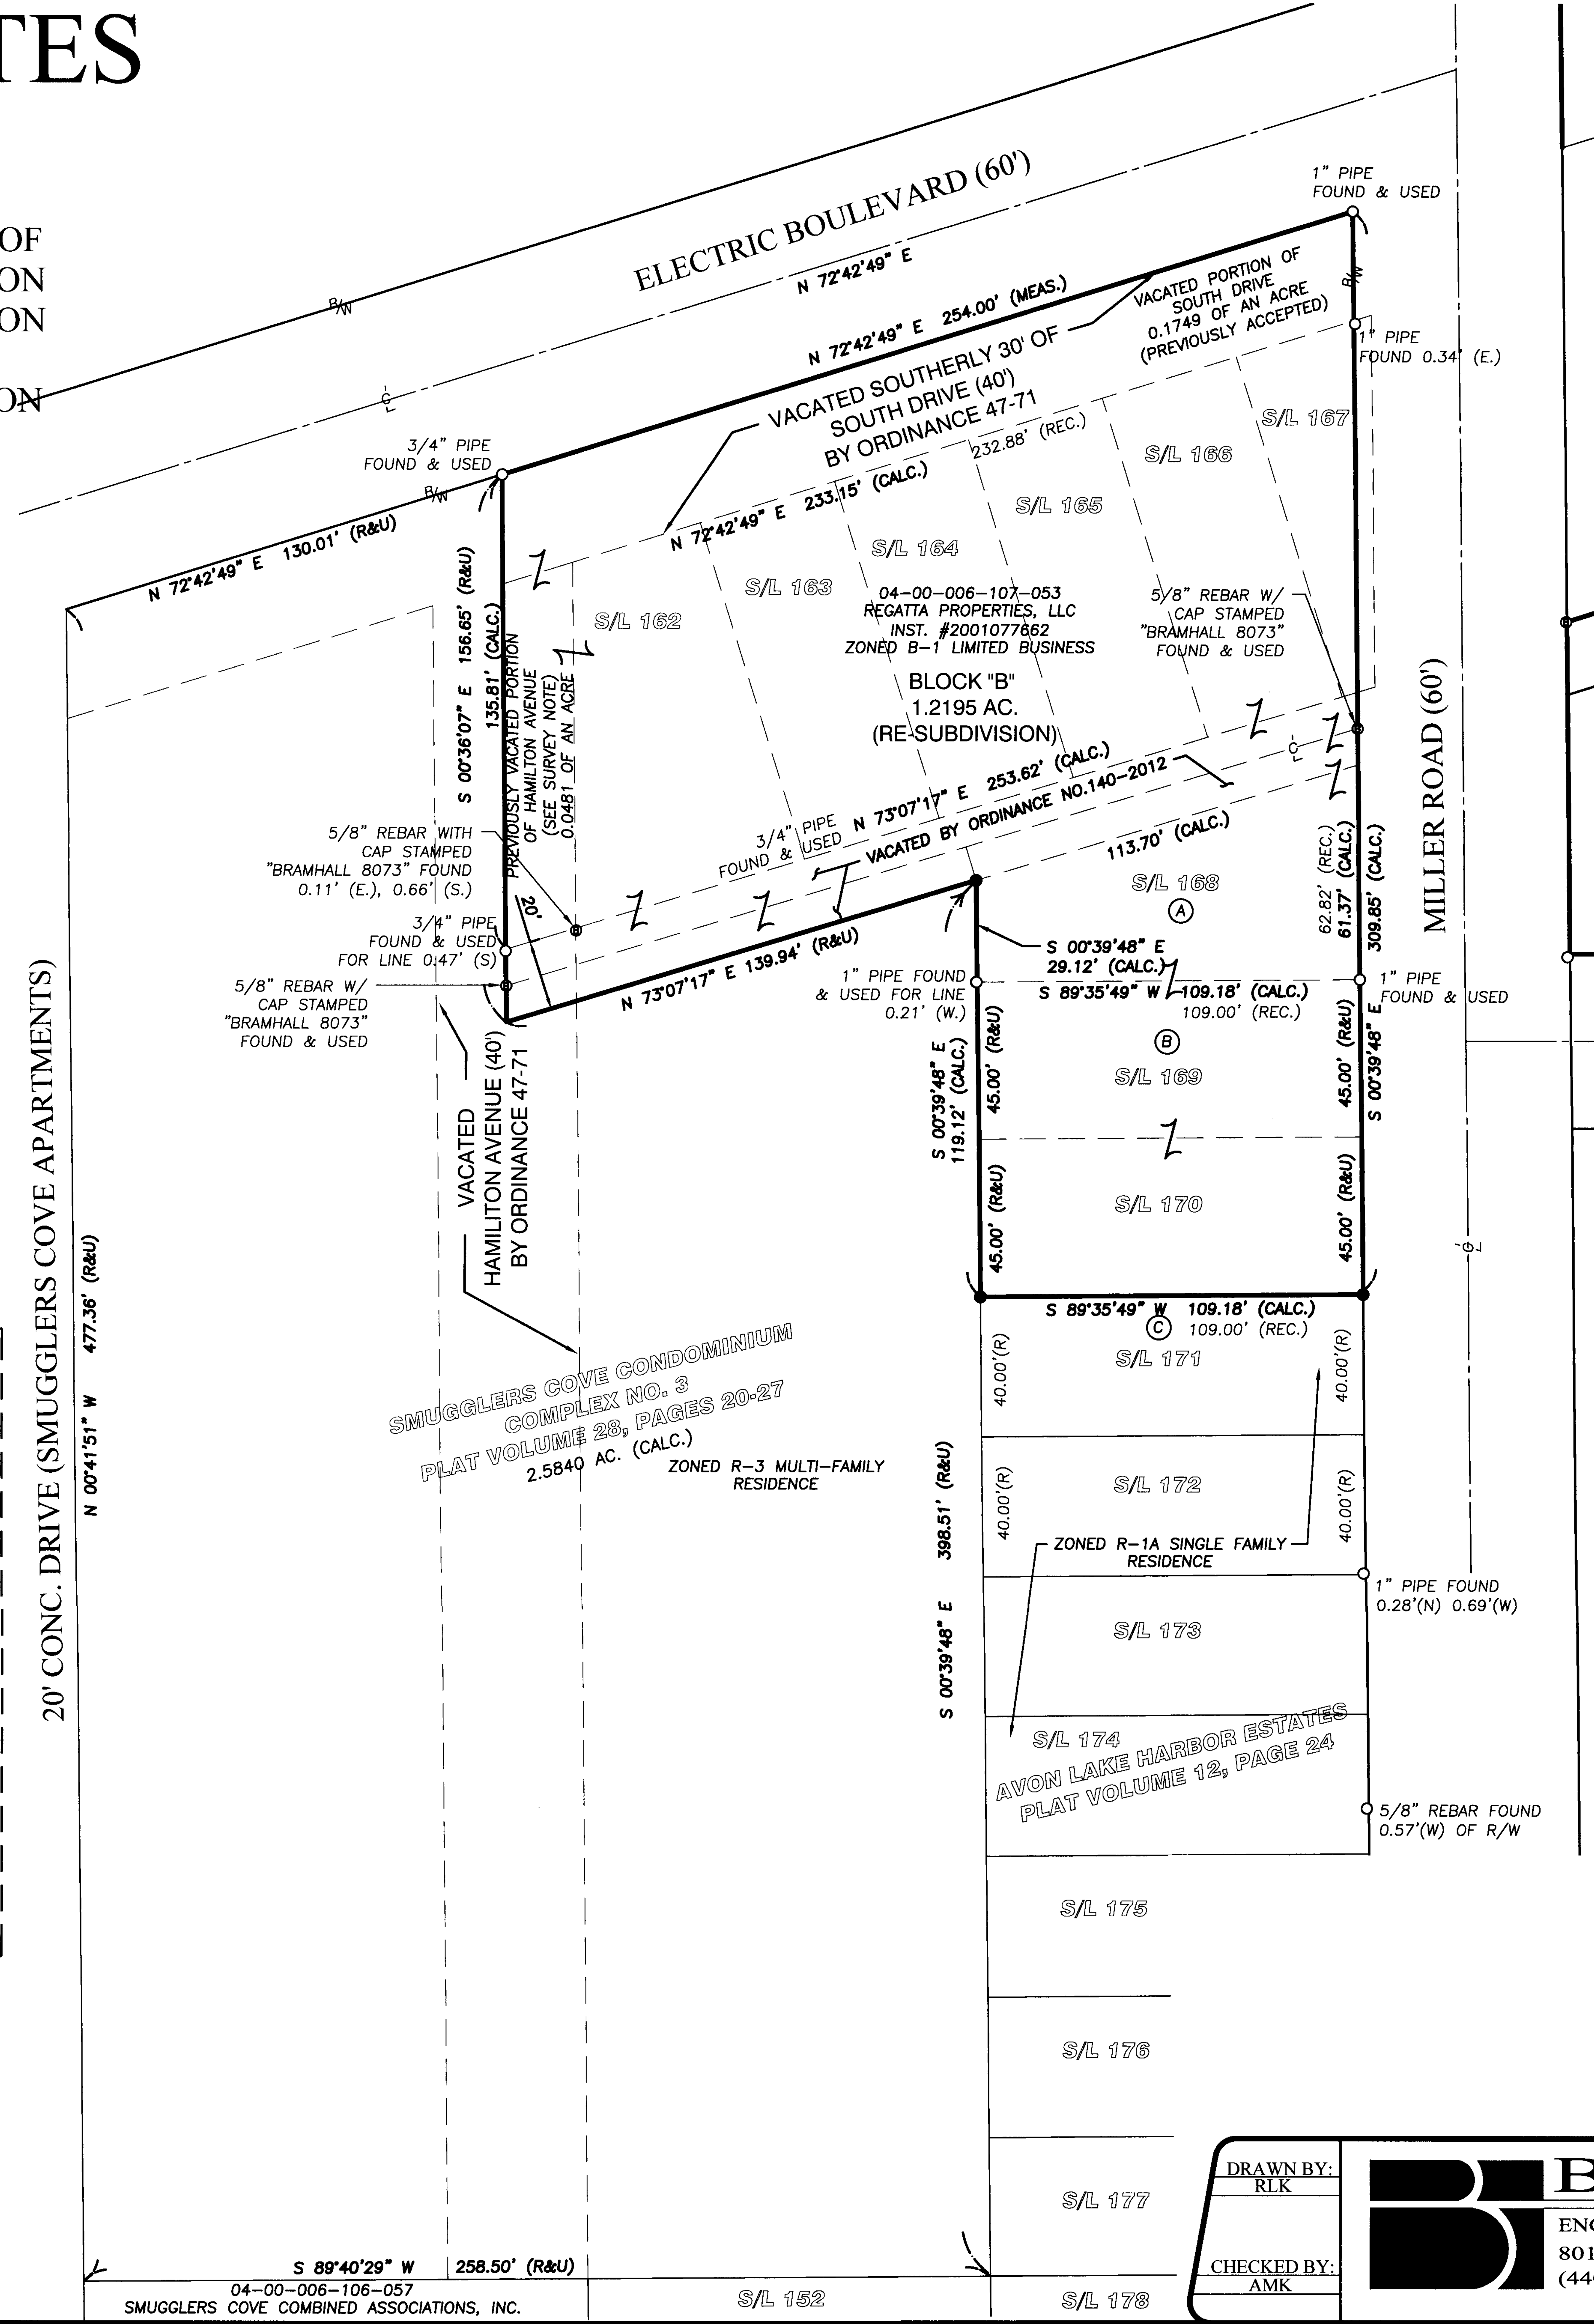 TES
OF
ON
ON
ON
ELECTRIC BOULEVARD (60')
N 72°42'49" E
1" PIPE
FOUND & USED
R/W
R/W
N 72°42'49" E 254.00' (MEAS.)
VACATED PORTION OF
SOUTH DRIVE
0.1749 OF AN ACRE
(PREVIOUSLY ACCEPTED)
1" PIPE
FOUND 0.34' (E.)
VACATED SOUTHERLY 30' OF
SOUTH DRIVE (40')
BY ORDINANCE 47-71
232.88' (REC.)
N 72°42'49" E 233.15' (CALC.)
3/4" PIPE
FOUND & USED
R/W
N 72°42'49" E 130.01' (R&U)
S/L 167
S/L 166
S/L 165
S/L 164
S/L 163
S/L 162
S 00°36'07" E 156.65' (R&U)
135.81' (CALC.)
PREVIOUSLY VACATED PORTION
OF HAMILTON AVENUE
(SEE SURVEY NOTE)
0.0481 OF AN ACRE
04-00-006-107-053
REGATTA PROPERTIES, LLC
INST. #2001077662
ZONED B-1 LIMITED BUSINESS
BLOCK "B"
1.2195 AC.
(RE-SUBDIVISION)
5/8" REBAR W/
CAP STAMPED
"BRAMHALL 8073"
FOUND & USED
MILLER ROAD (60')
N 73°07'17" E 253.62' (CALC.)
VACATED BY ORDINANCE NO.140-2012
3/4" PIPE
FOUND & USED
113.70' (CALC.)
5/8" REBAR WITH
CAP STAMPED
"BRAMHALL 8073" FOUND
0.11' (E.), 0.66' (S.)
20'
3/4" PIPE
FOUND & USED
FOR LINE 0.47' (S)
5/8" REBAR W/
CAP STAMPED
"BRAMHALL 8073"
FOUND & USED
N 73°07'17" E 139.94' (R&U)
S/L 168
A
62.82' (REC.)
61.37' (CALC.)
309.85' (CALC.)
S 00°39'48" E
S 00°39'48" E
29.12' (CALC.)
1" PIPE FOUND
& USED FOR LINE
0.21' (W.)
S 89°35'49" W 109.18' (CALC.)
109.00' (REC.)
1" PIPE
FOUND & USED
B
S/L 169
S 00°39'48" E
119.12' (CALC.)
45.00' (R&U)
45.00' (R&U)
S/L 170
45.00' (R&U)
45.00' (R&U)
VACATED
HAMILITON AVENUE (40')
BY ORDINANCE 47-71
20' CONC. DRIVE (SMUGGLERS COVE APARTMENTS)
N 00°41'51" W 477.36' (R&U)
S 89°35'49" W 109.18' (CALC.)
C
109.00' (REC.)
S/L 171
40.00'(R)
40.00'(R)
SMUGGLERS COVE CONDOMINIUM
COMPLEX NO. 3
PLAT VOLUME 28, PAGES 20-27
2.5840 AC. (CALC.)
ZONED R-3 MULTI-FAMILY
RESIDENCE
S/L 172
40.00'(R)
40.00'(R)
ZONED R-1A SINGLE FAMILY
RESIDENCE
S 00°39'48" E 398.51' (R&U)
1" PIPE FOUND
0.28'(N) 0.69'(W)
S/L 173
S/L 174
AVON LAKE HARBOR ESTATES
PLAT VOLUME 12, PAGE 24
5/8" REBAR FOUND
0.57'(W) OF R/W
S/L 175
S/L 176
S/L 177
S/L 178
S/L 152
S 89°40'29" W 258.50' (R&U)
04-00-006-106-057
SMUGGLERS COVE COMBINED ASSOCIATIONS, INC.
DRAWN BY:
RLK
CHECKED BY:
AMK
B
ENG
801
(44